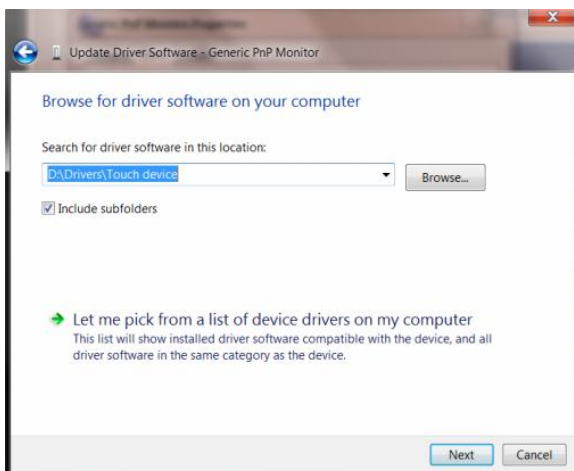 Update Driver Software - Generic PnP Monitor
Browse for driver software on your computer
Search for driver software in this location:
D:\Drivers\Touch device
Browse...
Include subfolders
Let me pick from a list of device drivers on my computer
This list will show installed driver software compatible with the device, and all
driver software in the same category as the device.
Next
Cancel